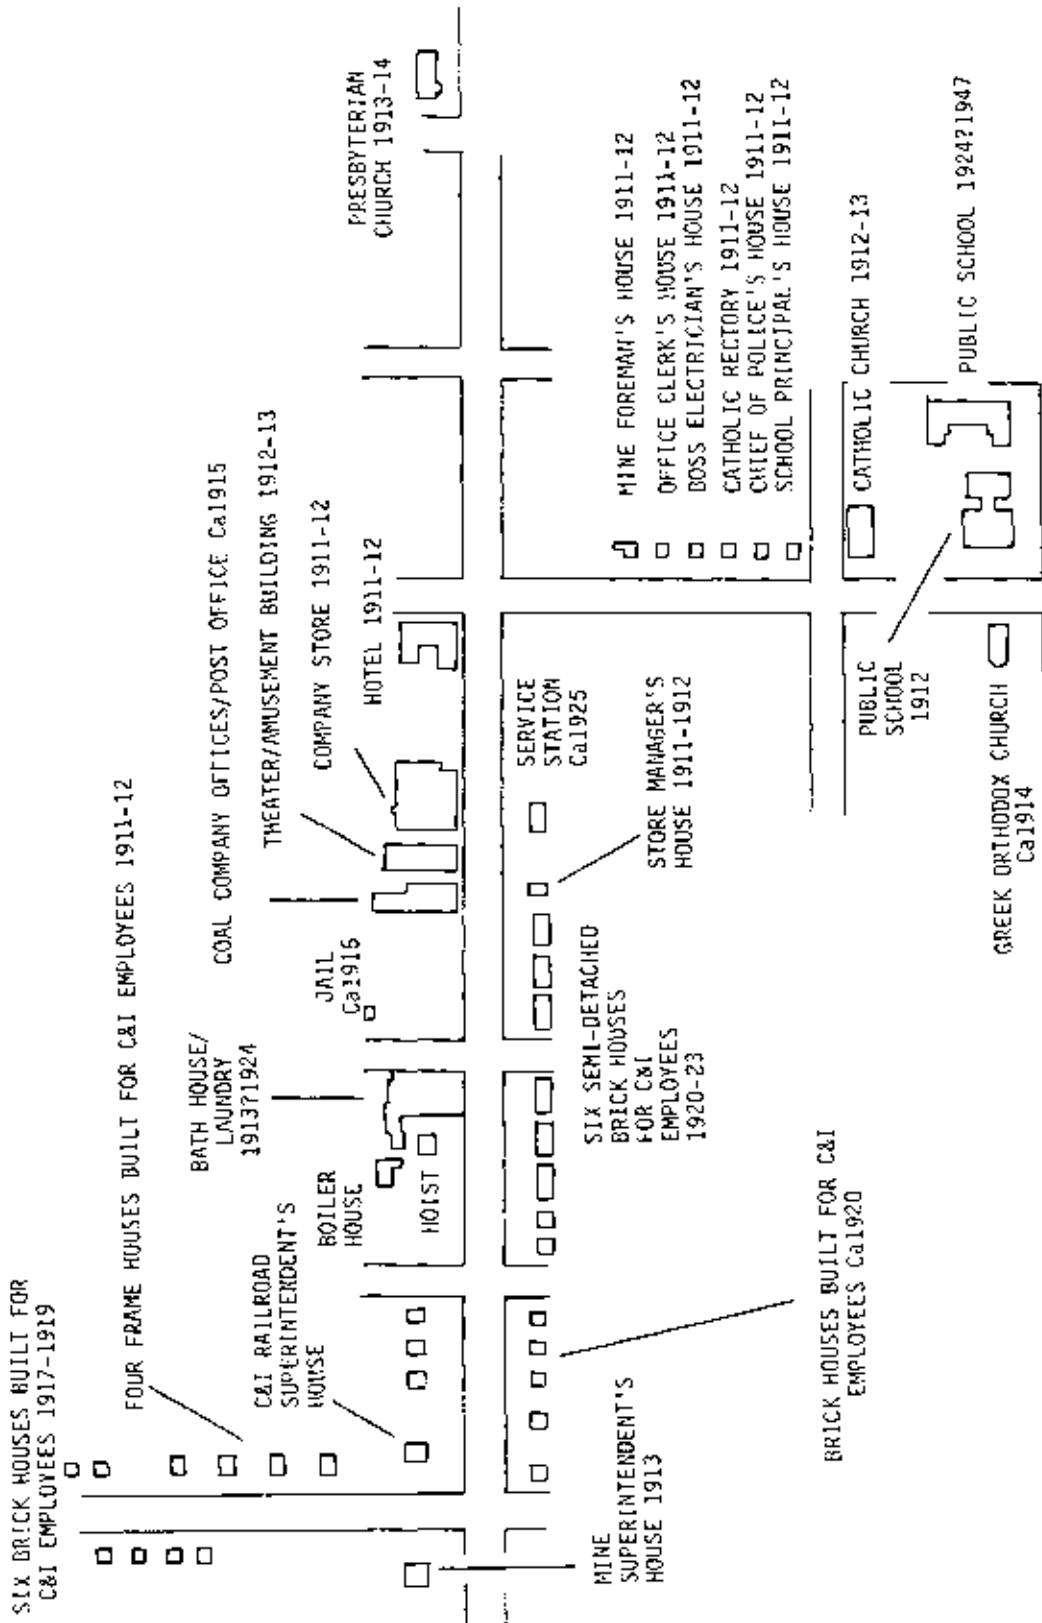 SIX BRICK HOUSES BUILT FOR
C&I EMPLOYEES 1917-1919
FOUR FRAME HOUSES BUILT FOR C&I EMPLOYEES 1911-12
COAL COMPANY OFFICES/POST OFFICE Ca1915
THEATER/AMUSEMENT BUILDING 1912-13
COMPANY STORE 1911-12
HOTEL 1911-12
PRESBYTERIAN
CHURCH 1913-14
BATH HOUSE/
LAUNDRY
1913?1924
JAIL
Ca1916
C&I RAILROAD
SUPERINTENDENT'S
HOUSE
BOILER
HOUSE
HOIST
MINE
SUPERINTENDENT'S
HOUSE 1913
BRICK HOUSES BUILT FOR C&I
EMPLOYEES Ca1920
SIX SEMI-DETACHED
BRICK HOUSES
FOR C&I
EMPLOYEES
1920-23
STORE MANAGER'S
HOUSE 1911-1912
SERVICE
STATION
Ca1925
MINE FOREMAN'S HOUSE 1911-12
OFFICE CLERK'S HOUSE 1911-12
BOSS ELECTRICIAN'S HOUSE 1911-12
CATHOLIC RECTORY 1911-12
CHIEF OF POLICE'S HOUSE 1911-12
SCHOOL PRINCIPAL'S HOUSE 1911-12
CATHOLIC CHURCH 1912-13
PUBLIC SCHOOL 1924?1947
PUBLIC
SCHOOL
1912
GREEK ORTHODOX CHURCH
Ca1914